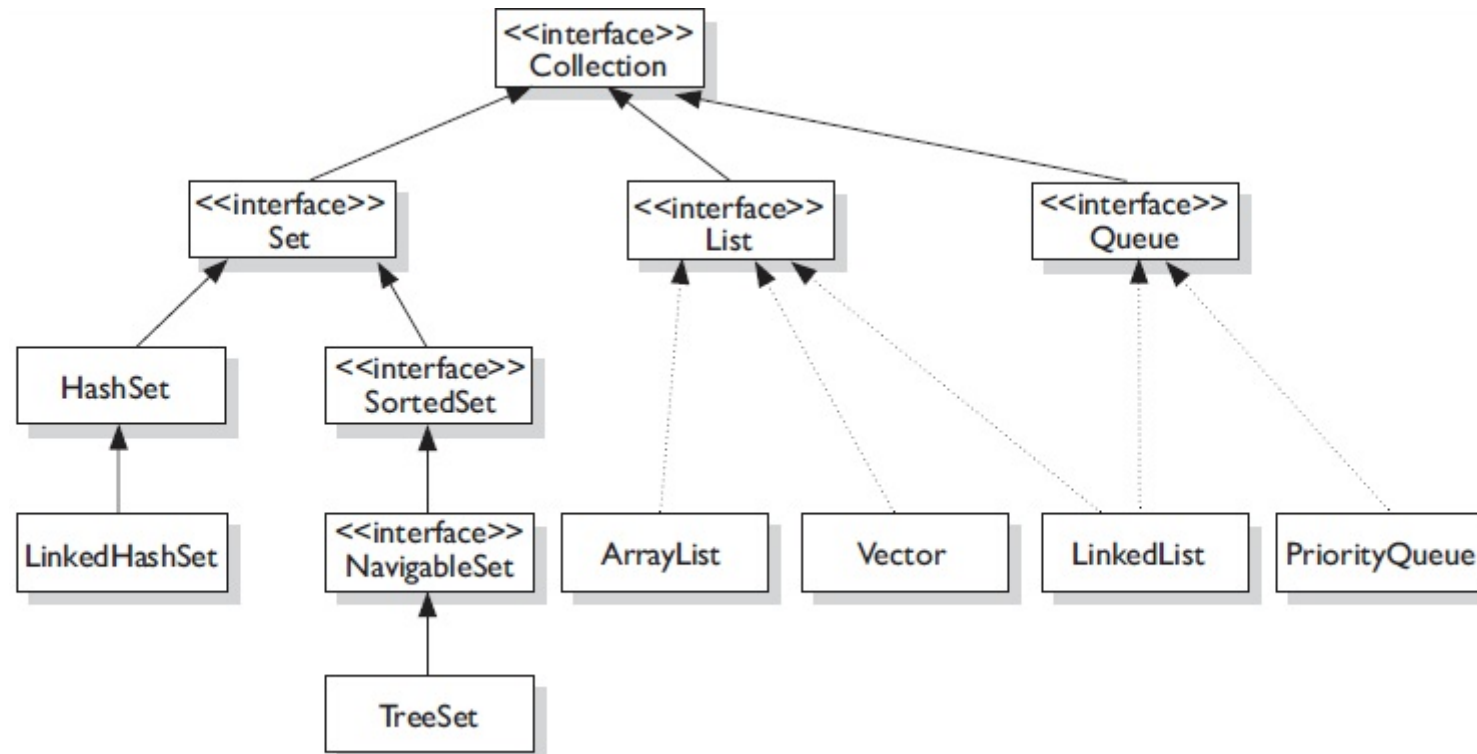 <<interface>>
Collection
<<interface>>
Set
<<interface>>
List
<<interface>>
Queue
HashSet
<<interface>>
SortedSet
LinkedHashSet
<<interface>>
NavigableSet
ArrayList
Vector
LinkedList
PriorityQueue
TreeSet